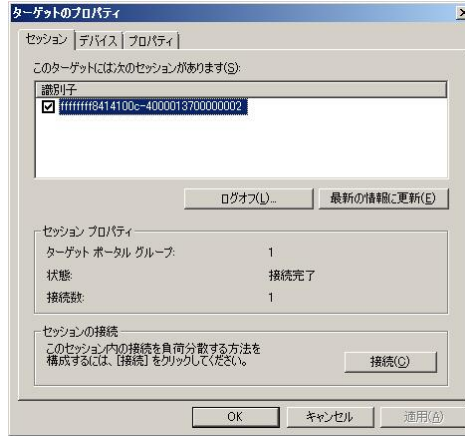 ターゲットのプロパティ
セッション デバイス プロパティ
このターゲットには次のセッションがあります(S):
識別子
ffffffff8414100c-4000013700000002
ログオフ(L)... 最新の情報に更新(E)
セッション プロパティ
ターゲット ポータル グループ: 1
状態: 接続完了
接続数: 1
セッションの接続
このセッション内の接続を負荷分散する方法を
構成するには、[接続] をクリックしてください。
接続(C)
OK キャンセル 適用(A)